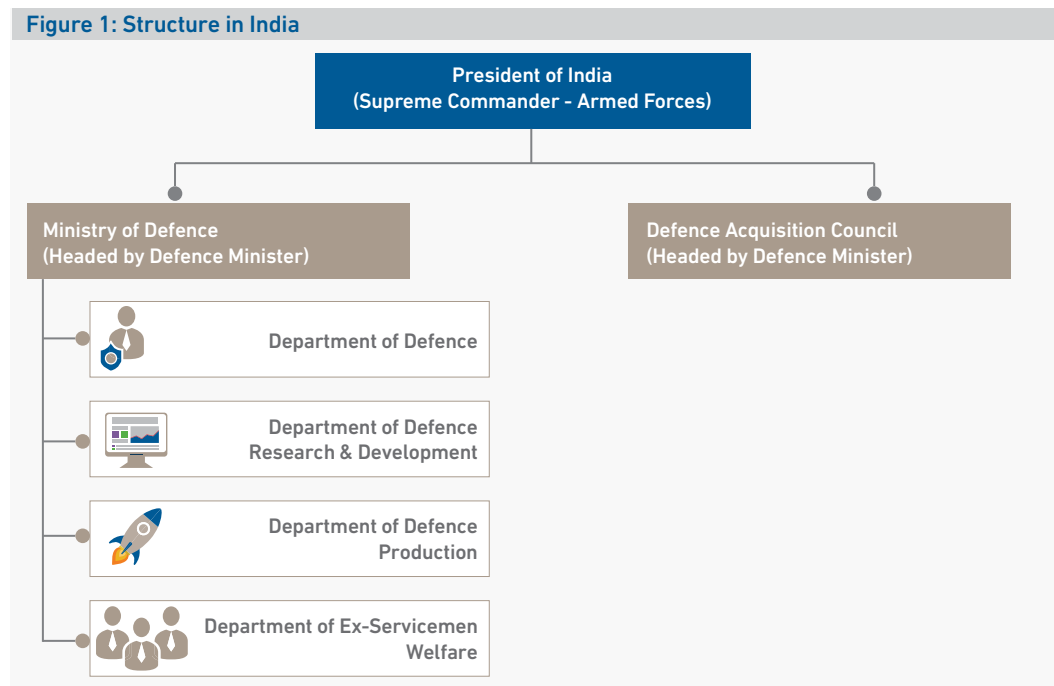 Figure 1: Structure in India
President of India
(Supreme Commander - Armed Forces)
Ministry of Defence
(Headed by Defence Minister)
Defence Acquisition Council
(Headed by Defence Minister)
Department of Defence
Department of Defence
Research & Development
Department of Defence
Production
Department of Ex-Servicemen
Welfare